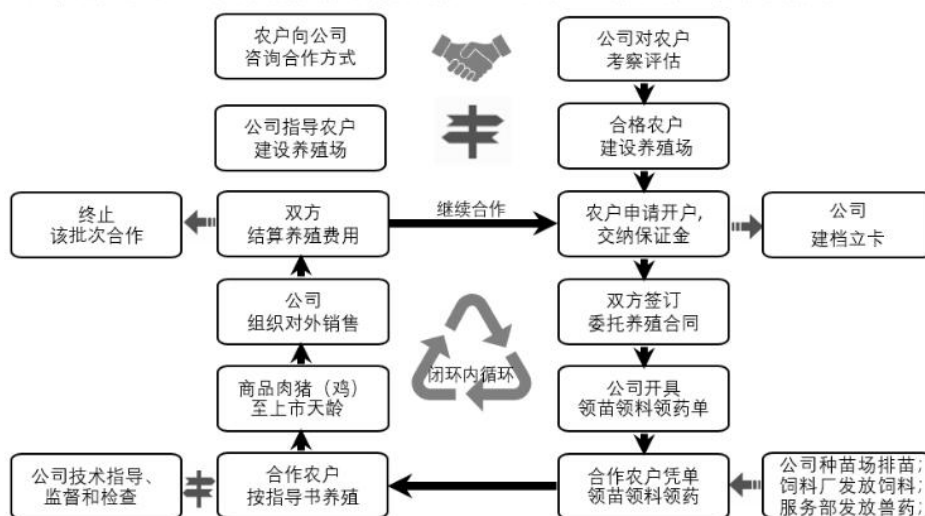 农户向公司
咨询合作方式
公司对农户
考察评估
公司指导农户
建设养殖场
合格农户
建设养殖场
终止
该批次合作
双方
结算养殖费用
继续合作
农户申请开户,
交纳保证金
公司
建档立卡
公司
组织对外销售
双方签订
委托养殖合同
闭环内循环
商品肉猪（鸡）
至上市天龄
公司开具
领苗领料领药单
公司技术指导、
监督和检查
合作农户
按指导书养殖
合作农户凭单
领苗领料领药
公司种苗场排苗;
饲料厂发放饲料;
服务部发放兽药;